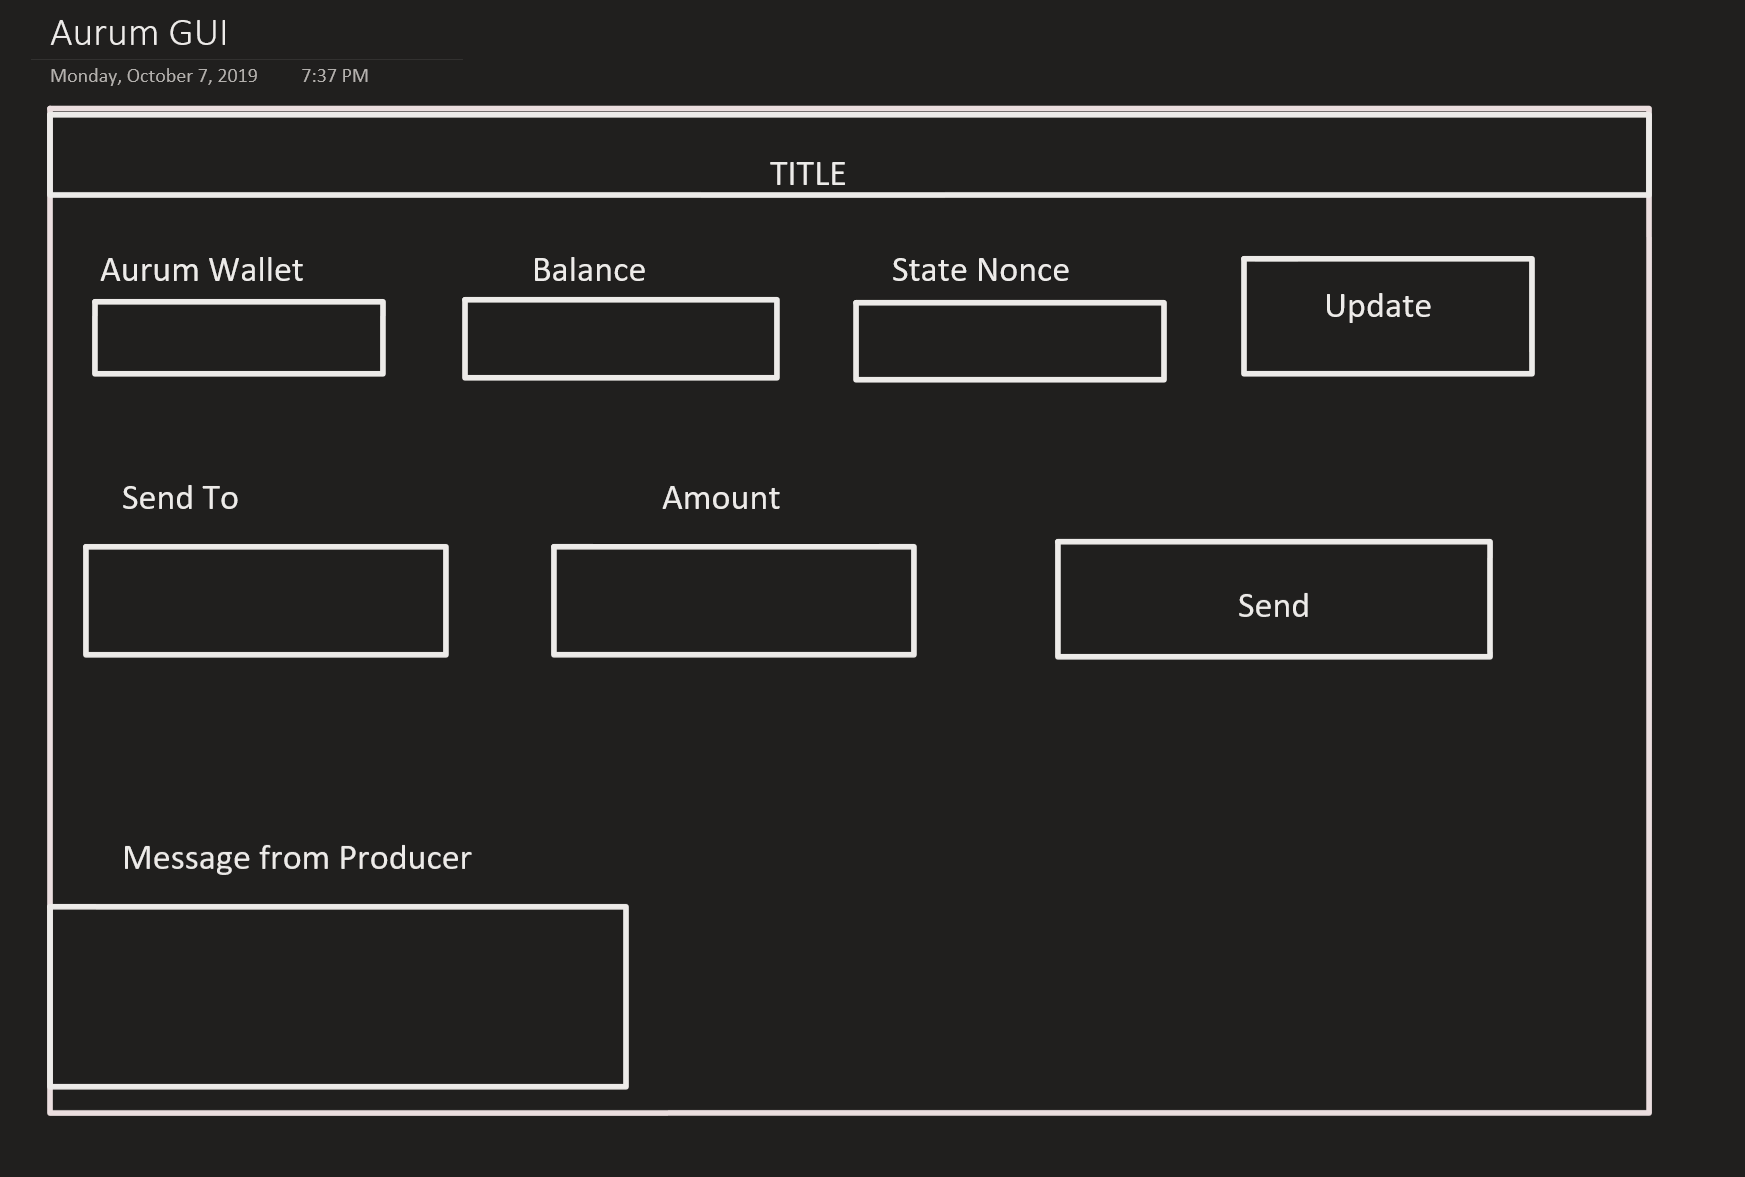 Aurum GUI
Monday, October 7, 2019 7:37 PM
TITLE
Aurum Wallet Balance State Nonce Update
Send To Amount
Send
Message from Producer